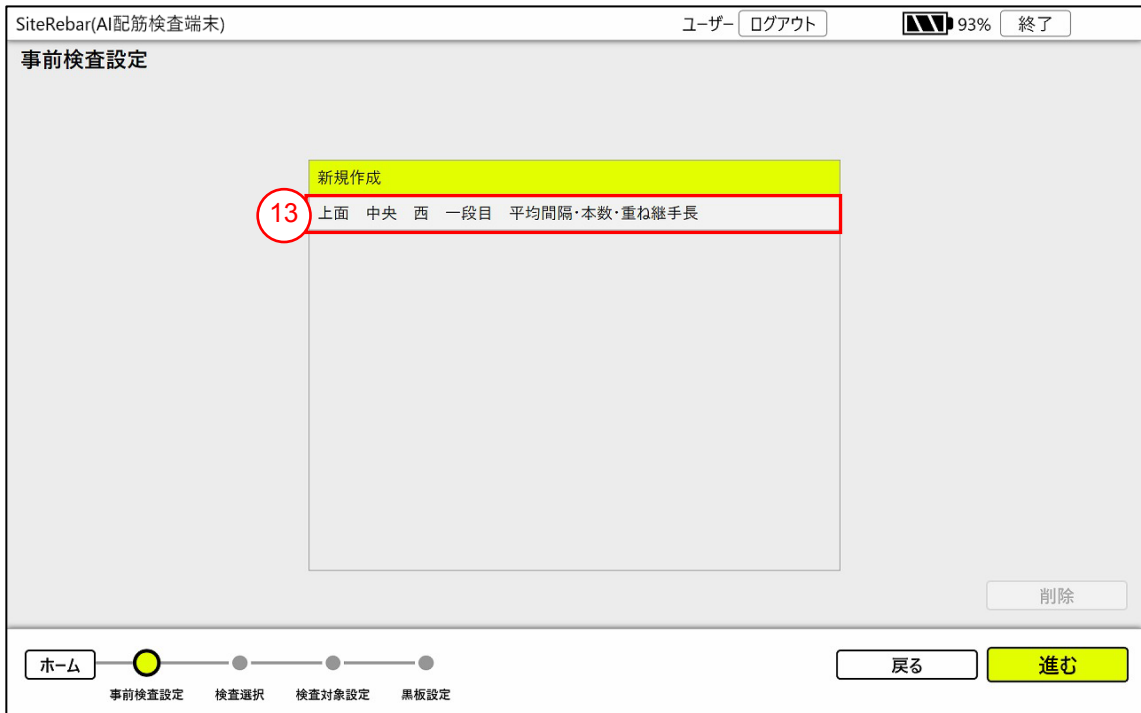 SiteRebar(AI配筋検査端末) ユーザー ログアウト 93% 終了
事前検査設定
新規作成
13 上面 中央 西 一段目 平均間隔・本数・重ね継手長
削除
ホーム 戻る 進む
事前検査設定 検査選択 検査対象設定 黒板設定